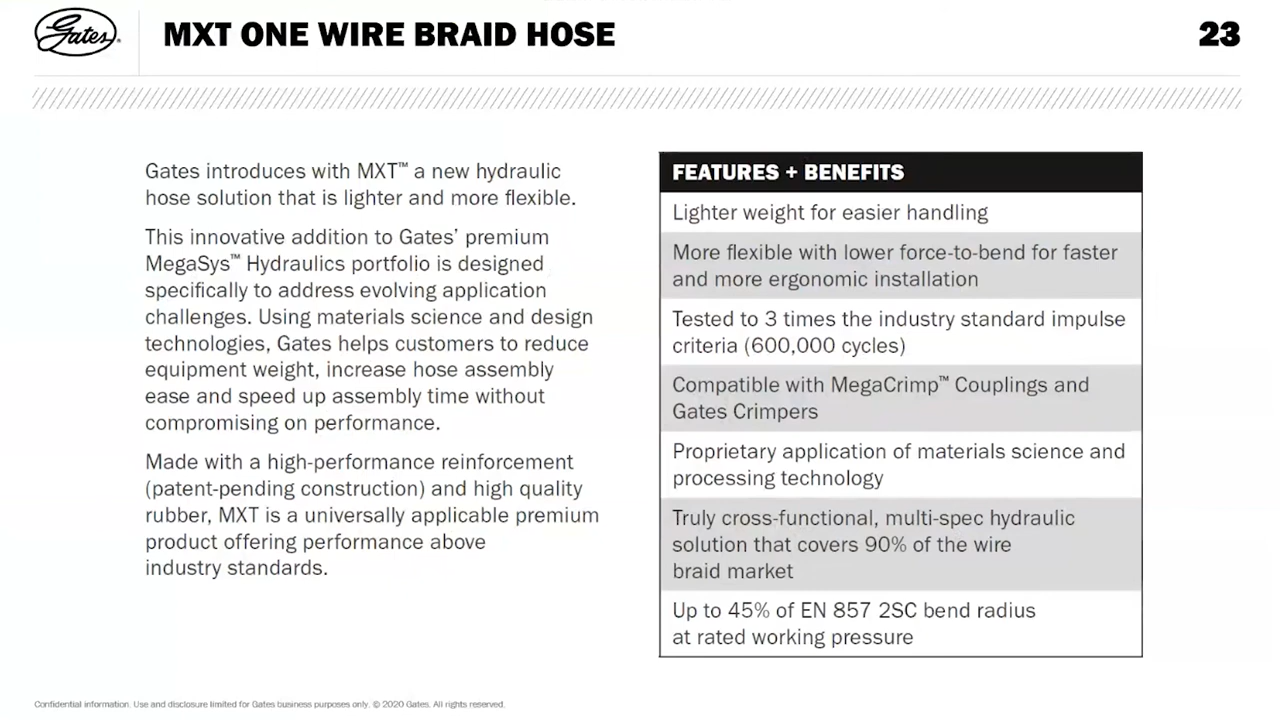 Gates
MXT ONE WIRE BRAID HOSE
23
Gates introduces with MXT™ a new hydraulic
hose solution that is lighter and more flexible.
This innovative addition to Gates’ premium
MegaSys™ Hydraulics portfolio is designed
specifically to address evolving application
challenges. Using materials science and design
technologies, Gates helps customers to reduce
equipment weight, increase hose assembly
ease and speed up assembly time without
compromising on performance.
Made with a high-performance reinforcement
(patent-pending construction) and high quality
rubber, MXT is a universally applicable premium
product offering performance above
industry standards.
FEATURES + BENEFITS
Lighter weight for easier handling
More flexible with lower force-to-bend for faster
and more ergonomic installation
Tested to 3 times the industry standard impulse
criteria (600,000 cycles)
Compatible with MegaCrimp™ Couplings and
Gates Crimpers
Proprietary application of materials science and
processing technology
Truly cross-functional, multi-spec hydraulic
solution that covers 90% of the wire
braid market
Up to 45% of EN 857 2SC bend radius
at rated working pressure
Confidential information. Use and disclosure limited for Gates business purposes only. © 2020 Gates. All rights reserved.